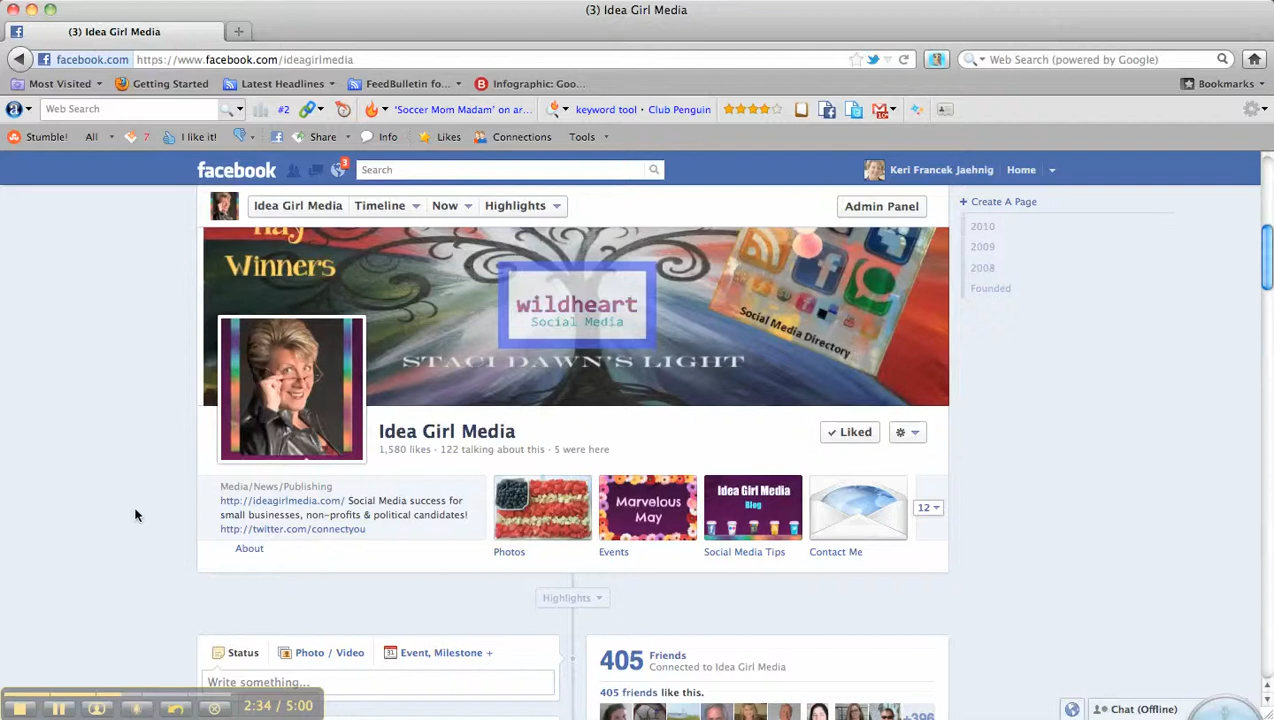 (3) Idea Girl Media
(3) Idea Girl Media
facebook.com https://www.facebook.com/ideagirlmedia
Web Search (powered by Google)
Most Visited Getting Started Latest Headlines FeedBulletin fo... Infographic: Goo... Bookmarks
Web Search #2 'Soccer Mom Madam' on ar... keyword tool • Club Penguin
Stumble! All 7 I like it! Share Info Likes Connections Tools
facebook 3 Search Keri Francek Jaehnig Home
Idea Girl Media Timeline Now Highlights Admin Panel
+ Create A Page
2010
2009
2008
Founded
Winners
wildheart
Social Media
Social Media Directory
STACI DAWN'S LIGHT
Idea Girl Media
1,580 likes · 122 talking about this · 5 were here
Liked
Media/News/Publishing
http://ideagirlmedia.com/ Social Media success for
small businesses, non-profits & political candidates!
http://twitter.com/connectyou
About
Marvelous
May
Idea Girl Media
Blog
12
Photos Events Social Media Tips Contact Me
Highlights
Status Photo / Video 31 Event, Milestone +
Write something...
405 Friends
Connected to Idea Girl Media
405 friends like this.
+396
2:34 / 5:00
Chat (Offline)